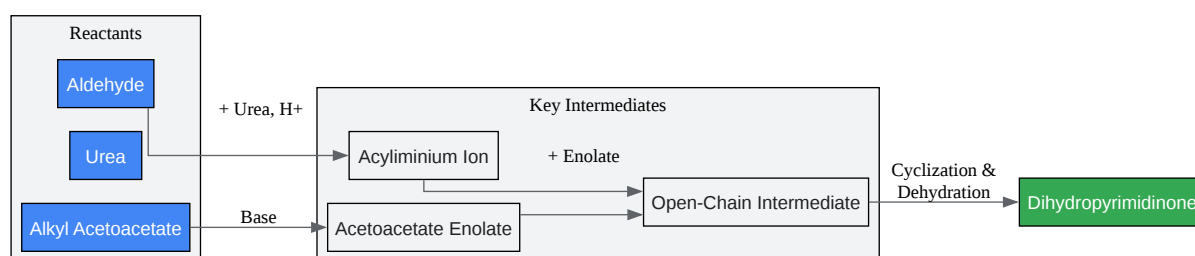 Reactants
Aldehyde
Urea
Alkyl Acetoacetate
+ Urea, H+
Base
Key Intermediates
Acyliminium Ion
+ Enolate
Acetoacetate Enolate
Open-Chain Intermediate
Cyclization &
Dehydration
Dihydropyrimidinone